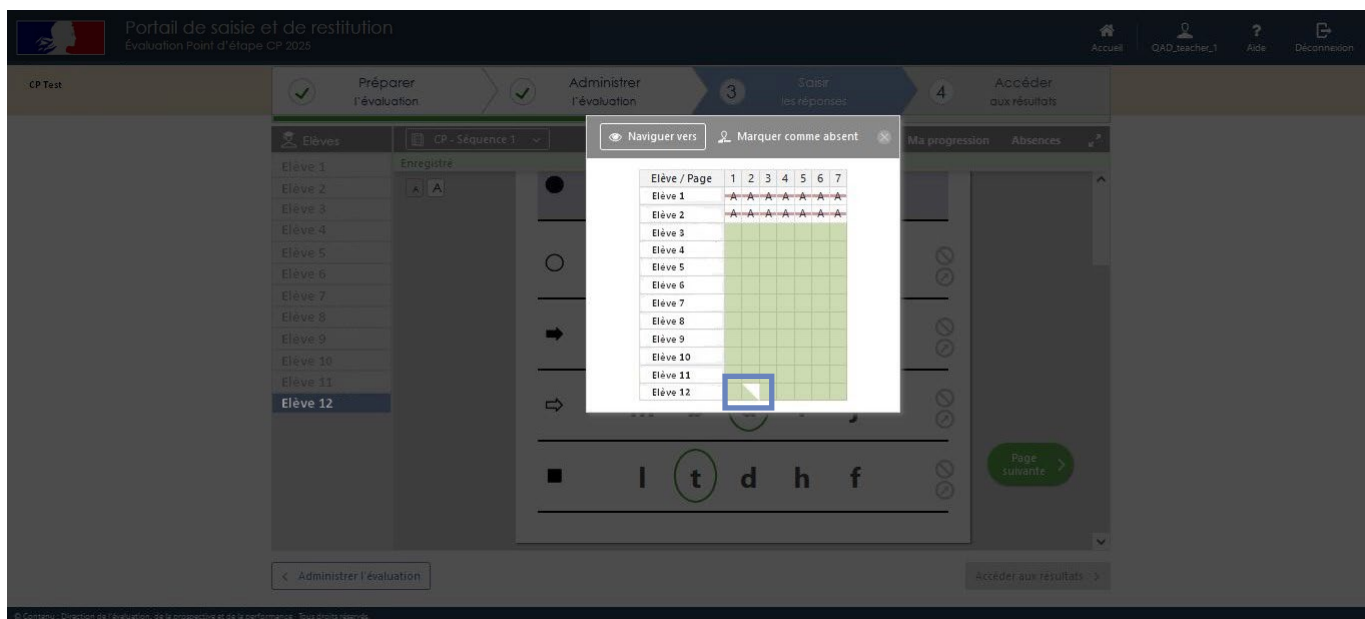 Portail de saisie et de restitution
Évaluation Point d'étape CP 2025
Accueil QAD_teacher_1 Aide Déconnexion
CP Test
Préparer l'évaluation
Administrer l'évaluation
3 Saisir les réponses
4 Accéder aux résultats
Elèves
CP - Séquence 1
Naviguer vers Marquer comme absent
Ma progression Absences
Enregistré
A A
Elève 1
Elève 2
Elève 3
Elève 4
Elève 5
Elève 6
Elève 7
Elève 8
Elève 9
Elève 10
Elève 11
Elève 12
Elève / Page 1 2 3 4 5 6 7
Elève 1 A A A A A A A
Elève 2 A A A A A A A
Elève 3
Elève 4
Elève 5
Elève 6
Elève 7
Elève 8
Elève 9
Elève 10
Elève 11
Elève 12
l t d h f
Page suivante
Administrer l'évaluation
Accéder aux résultats
© Contenu : Direction de l'évaluation, de la prospective et de la performance - Tous droits réservés.